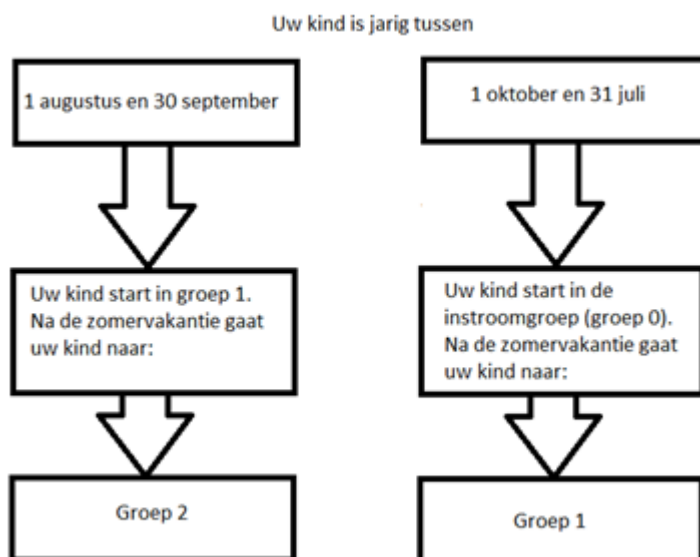 Uw kind is jarig tussen
1 augustus en 30 september
1 oktober en 31 juli
Uw kind start in groep 1.
Na de zomervakantie gaat
uw kind naar:
Uw kind start in de
instroomgroep (groep 0).
Na de zomervakantie gaat
uw kind naar:
Groep 2
Groep 1